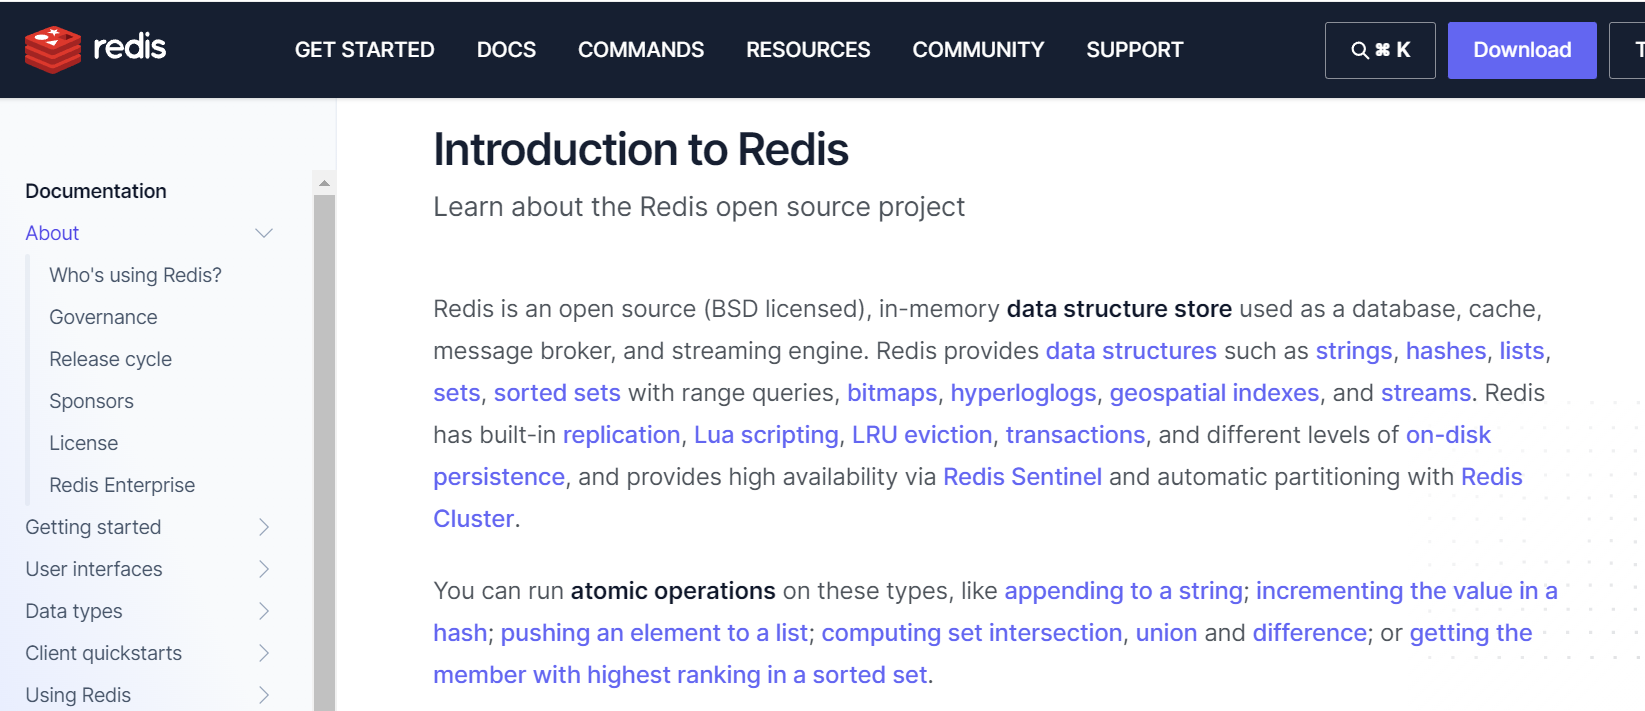 redis
GET STARTED
DOCS
COMMANDS
RESOURCES
COMMUNITY
SUPPORT
⌘ K
Download
T
Documentation
About
Who's using Redis?
Governance
Release cycle
Sponsors
License
Redis Enterprise
Getting started
User interfaces
Data types
Client quickstarts
Using Redis
Introduction to Redis
Learn about the Redis open source project
Redis is an open source (BSD licensed), in-memory data structure store used as a database, cache,
message broker, and streaming engine. Redis provides data structures such as strings, hashes, lists,
sets, sorted sets with range queries, bitmaps, hyperloglogs, geospatial indexes, and streams. Redis
has built-in replication, Lua scripting, LRU eviction, transactions, and different levels of on-disk
persistence, and provides high availability via Redis Sentinel and automatic partitioning with Redis
Cluster.
You can run atomic operations on these types, like appending to a string; incrementing the value in a
hash; pushing an element to a list; computing set intersection, union and difference; or getting the
member with highest ranking in a sorted set.